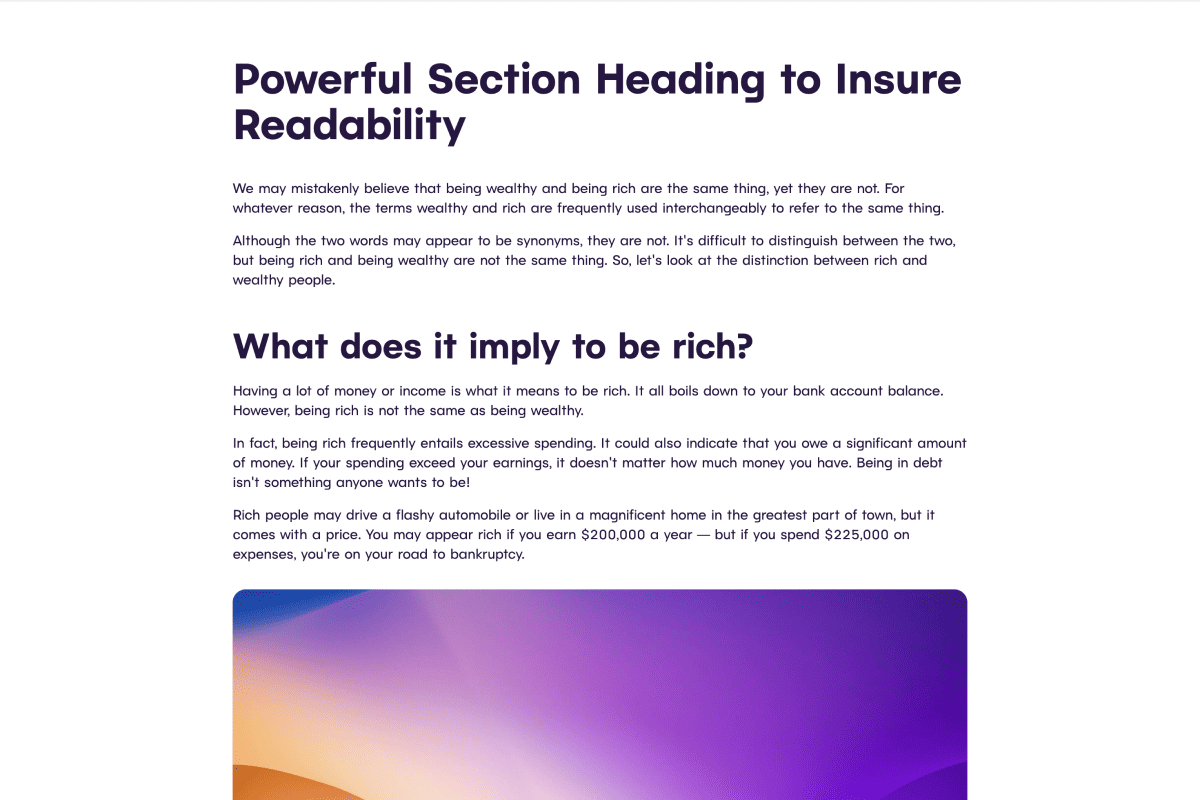 Powerful Section Heading to Insure
Readability
We may mistakenly believe that being wealthy and being rich are the same thing, yet they are not. For
whatever reason, the terms wealthy and rich are frequently used interchangeably to refer to the same thing.
Although the two words may appear to be synonyms, they are not. It's difficult to distinguish between the two,
but being rich and being wealthy are not the same thing. So, let's look at the distinction between rich and
wealthy people.
What does it imply to be rich?
Having a lot of money or income is what it means to be rich. It all boils down to your bank account balance.
However, being rich is not the same as being wealthy.
In fact, being rich frequently entails excessive spending. It could also indicate that you owe a significant amount
of money. If your spending exceed your earnings, it doesn't matter how much money you have. Being in debt
isn't something anyone wants to be!
Rich people may drive a flashy automobile or live in a magnificent home in the greatest part of town, but it
comes with a price. You may appear rich if you earn $200,000 a year — but if you spend $225,000 on
expenses, you're on your road to bankruptcy.